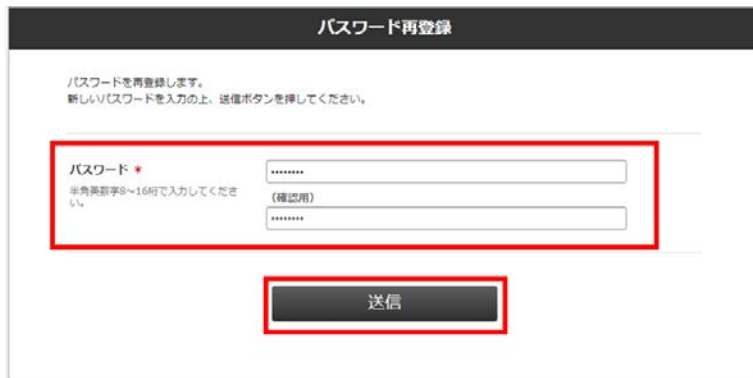 パスワード再登録
パスワードを再登録します。
新しいパスワードを入力の上、送信ボタンを押してください。
パスワード *
半角英数字8～16桁で入力してくださ
い。
(確認用)
送信